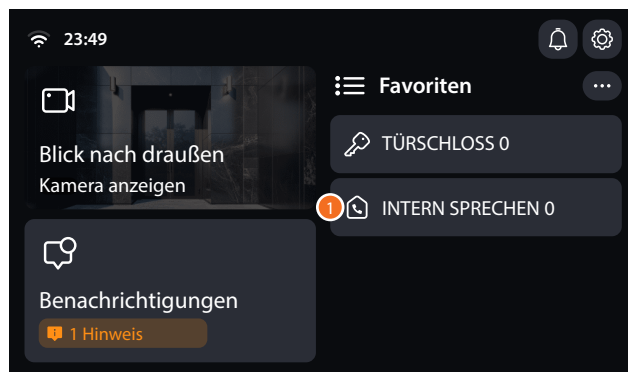 23:49
Blick nach draußen
Kamera anzeigen
Benachrichtigungen
1 Hinweis
Favoriten
TÜRSCHLOSS 0
1 INTERN SPRECHEN 0